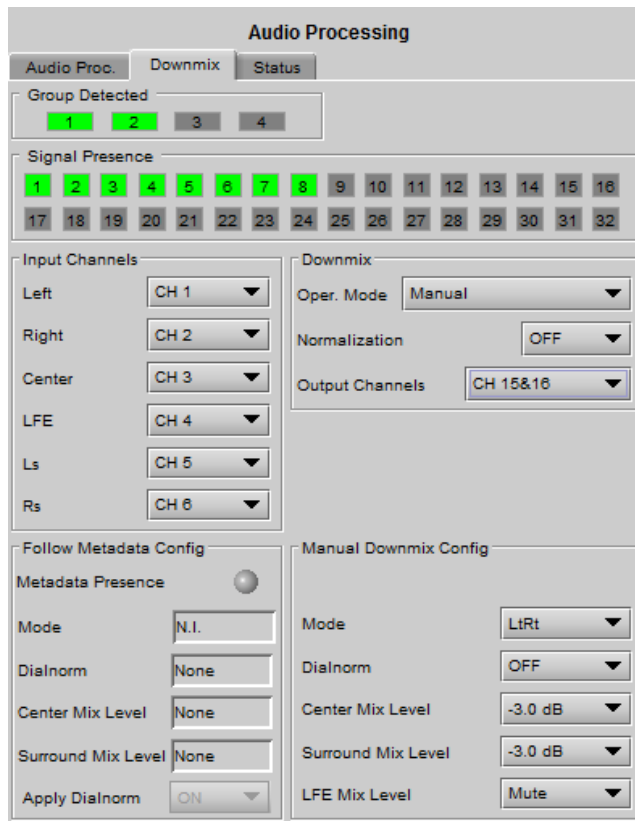 Audio Processing
Audio Proc. Downmix Status
Group Detected
1 2 3 4
Signal Presence
1 2 3 4 5 6 7 8 9 10 11 12 13 14 15 16
17 18 19 20 21 22 23 24 25 26 27 28 29 30 31 32
Input Channels
Left CH 1
Right CH 2
Center CH 3
LFE CH 4
Ls CH 5
Rs CH 6
Downmix
Oper. Mode Manual
Normalization OFF
Output Channels CH 15&16
Follow Metadata Config
Metadata Presence
Mode N.I.
Dialnorm None
Center Mix Level None
Surround Mix Level None
Apply Dialnorm ON
Manual Downmix Config
Mode LtRt
Dialnorm OFF
Center Mix Level -3.0 dB
Surround Mix Level -3.0 dB
LFE Mix Level Mute